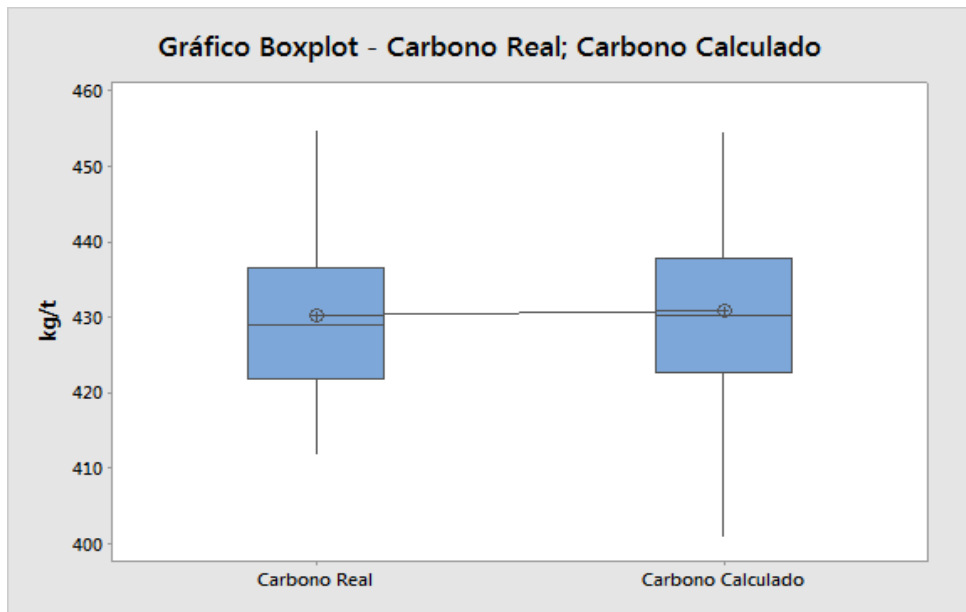 Gráfico Boxplot - Carbono Real; Carbono Calculado
460
450
440
430
420
410
400
kg/t
Carbono Real
Carbono Calculado